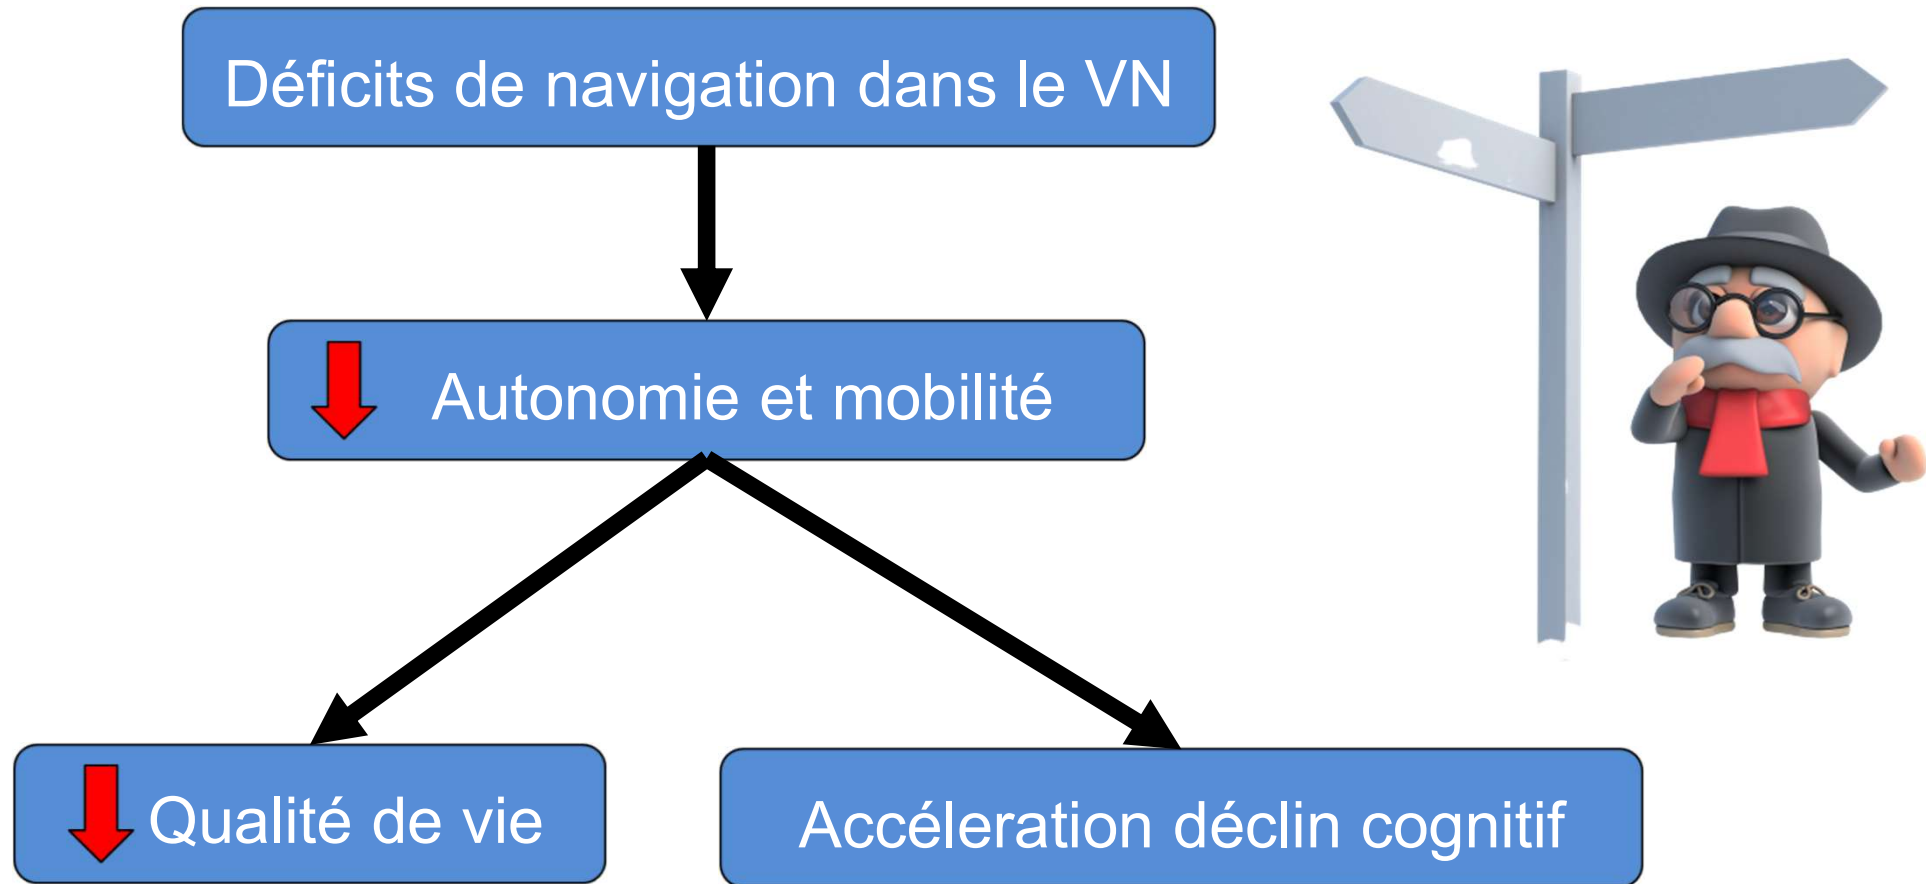 Déficits de navigation dans le VN
Autonomie et mobilité
Qualité de vie
Accéleration déclin cognitif